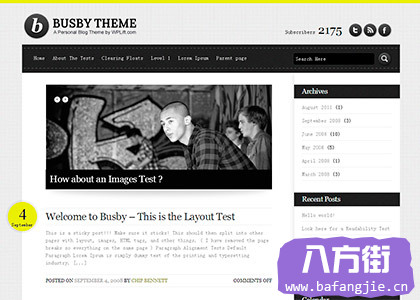 b BUSBY THEME
A Personal Blog Theme by WPLift.com
Subscribers 2175
Home About The Tests Clearing Floats Level 1 Lorem Ipsum Parent page
Search Here
How about an Images Test ?
4
September
Welcome to Busby – This is the Layout Test
This is a sticky post!!! Make sure it sticks! This should then split into other
pages with layout, images, HTML tags, and other things. ( I have removed the page
breaks so everything on the same page ) Paragraph Alignment Tests Default
Paragraph Lorem Ipsum is simply dummy text of the printing and typesetting
industry. [...]
POSTED ON SEPTEMBER 4, 2008 BY CHIP BENNETT
COMMENTS OFF
Archives
August 2011 (1)
September 2008 (3)
June 2008 (10)
May 2008 (5)
April 2008 (1)
March 2008 (1)
Recent Posts
Hello world!
Look here for a Readability Test
八方街
www.bafangjie.cn
Calendar